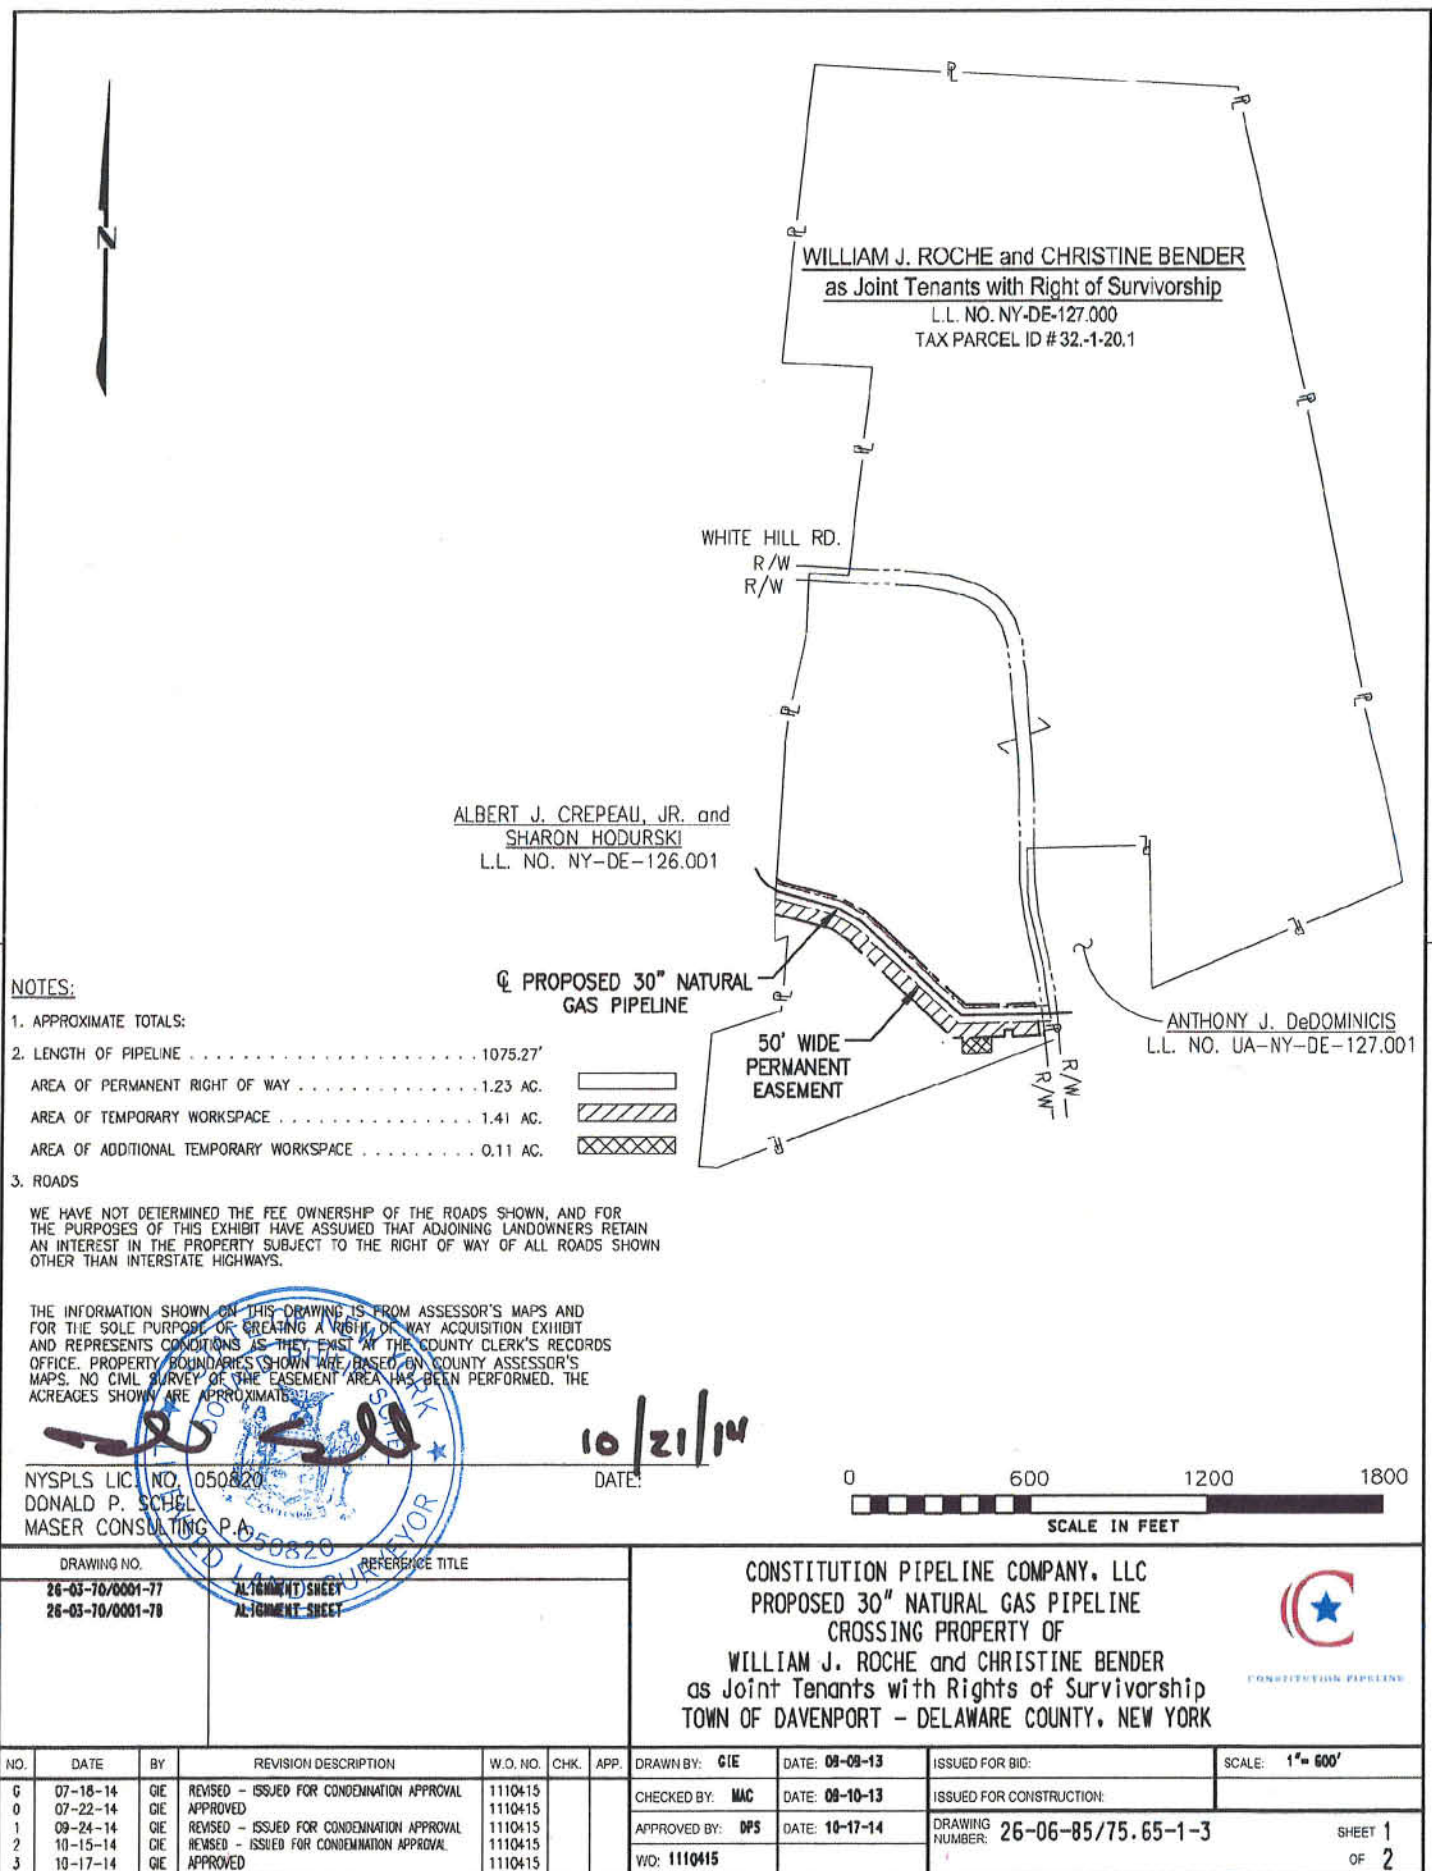 N
WILLIAM J. ROCHE and CHRISTINE BENDER
as Joint Tenants with Right of Survivorship
L.L. NO. NY-DE-127.000
TAX PARCEL ID # 32.-1-20.1
WHITE HILL RD.
R/W
R/W
ALBERT J. CREPEAU, JR. and
SHARON HODURSKI
L.L. NO. NY-DE-126.001
℄ PROPOSED 30" NATURAL
GAS PIPELINE
50' WIDE
PERMANENT
EASEMENT
ANTHONY J. DeDOMINICIS
L.L. NO. UA-NY-DE-127.001
R/W
R/W
NOTES:
1. APPROXIMATE TOTALS:
2. LENGTH OF PIPELINE . . . . . . . . . . . . . . . . . . . . . . . 1075.27'
AREA OF PERMANENT RIGHT OF WAY . . . . . . . . . . . . . . 1.23 AC.
AREA OF TEMPORARY WORKSPACE . . . . . . . . . . . . . . . 1.41 AC.
AREA OF ADDITIONAL TEMPORARY WORKSPACE . . . . . . . . . 0.11 AC.
3. ROADS
WE HAVE NOT DETERMINED THE FEE OWNERSHIP OF THE ROADS SHOWN, AND FOR
THE PURPOSES OF THIS EXHIBIT HAVE ASSUMED THAT ADJOINING LANDOWNERS RETAIN
AN INTEREST IN THE PROPERTY SUBJECT TO THE RIGHT OF WAY OF ALL ROADS SHOWN
OTHER THAN INTERSTATE HIGHWAYS.
THE INFORMATION SHOWN ON THIS DRAWING IS FROM ASSESSOR'S MAPS AND
FOR THE SOLE PURPOSE OF CREATING A RIGHT OF WAY ACQUISITION EXHIBIT
AND REPRESENTS CONDITIONS AS THEY EXIST AT THE COUNTY CLERK'S RECORDS
OFFICE. PROPERTY BOUNDARIES SHOWN ARE BASED ON COUNTY ASSESSOR'S
MAPS. NO CIVIL SURVEY OF THE EASEMENT AREA HAS BEEN PERFORMED. THE
ACREAGES SHOWN ARE APPROXIMATE.
STATE OF NEW YORK
DONALD PHILIP SCHEL
050820
LICENSED LAND SURVEYOR
10/21/14
NYSPLS LIC. NO. 050820 DATE:
DONALD P. SCHEL
MASER CONSULTING P.A.
0 600 1200 1800
SCALE IN FEET
DRAWING NO. REFERENCE TITLE
26-03-70/0001-77 ALIGNMENT SHEET
26-03-70/0001-78 ALIGNMENT SHEET
CONSTITUTION PIPELINE COMPANY, LLC
PROPOSED 30" NATURAL GAS PIPELINE
CROSSING PROPERTY OF
WILLIAM J. ROCHE and CHRISTINE BENDER
as Joint Tenants with Rights of Survivorship
TOWN OF DAVENPORT - DELAWARE COUNTY, NEW YORK
CONSTITUTION PIPELINE
NO. DATE BY REVISION DESCRIPTION W.O. NO. CHK. APP.
G 07-18-14 GIE REVISED - ISSUED FOR CONDEMNATION APPROVAL 1110415
0 07-22-14 GIE APPROVED 1110415
1 09-24-14 GIE REVISED - ISSUED FOR CONDEMNATION APPROVAL 1110415
2 10-15-14 GIE REVISED - ISSUED FOR CONDEMNATION APPROVAL 1110415
3 10-17-14 GIE APPROVED 1110415
DRAWN BY: GIE DATE: 09-09-13 ISSUED FOR BID: SCALE: 1"= 600'
CHECKED BY: MAC DATE: 09-10-13 ISSUED FOR CONSTRUCTION:
APPROVED BY: DPS DATE: 10-17-14 DRAWING NUMBER: 26-06-85/75.65-1-3 SHEET 1
WO: 1110415 OF 2